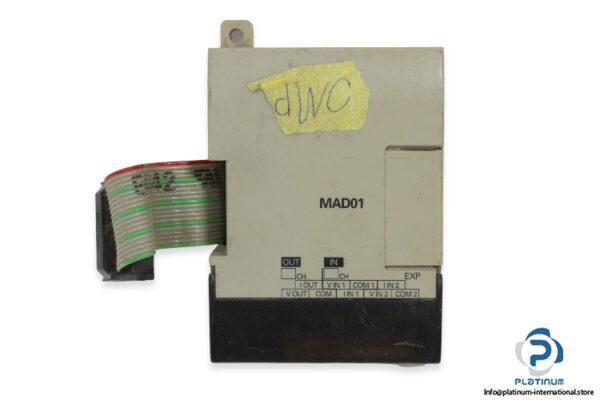 dWC
MAD01
OUT IN
CH CH EXP
I OUT V IN 1 COM 1 I IN 2
V OUT COM I IN 1 V IN 2 COM 2
PLATINUM
Info@platinum-international.store